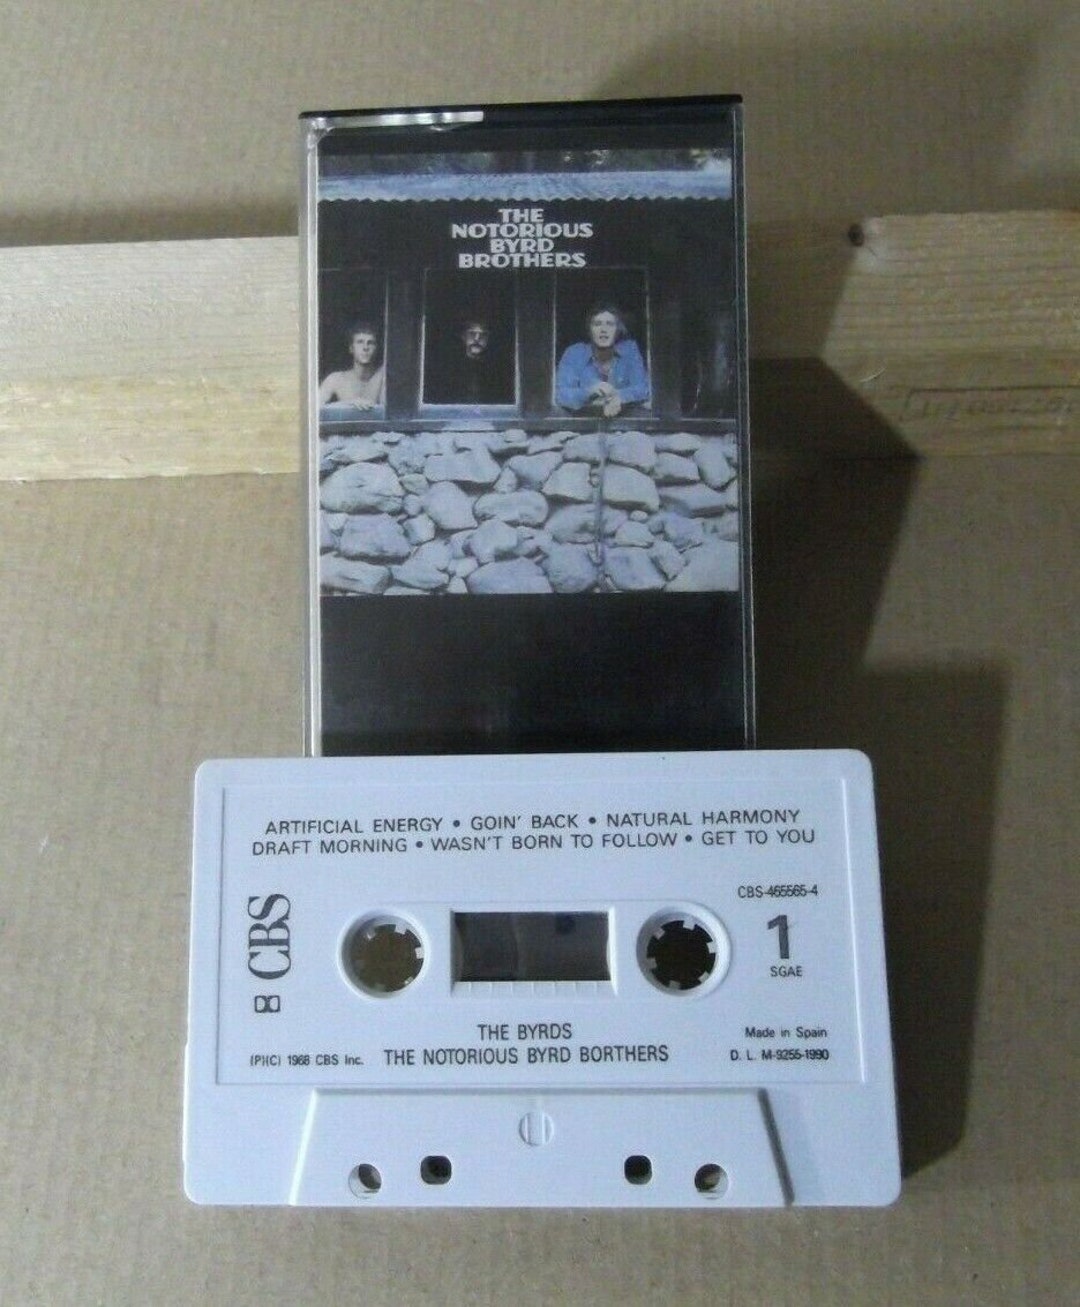 THE
NOTORIOUS
BYRD
BROTHERS
ARTIFICIAL ENERGY • GOIN' BACK • NATURAL HARMONY
DRAFT MORNING • WASN'T BORN TO FOLLOW • GET TO YOU
CBS-465565-4
CBS
1
SGAE
THE BYRDS
Made in Spain
(P)(C) 1968 CBS Inc.
THE NOTORIOUS BYRD BORTHERS
D. L. M-9255-1990